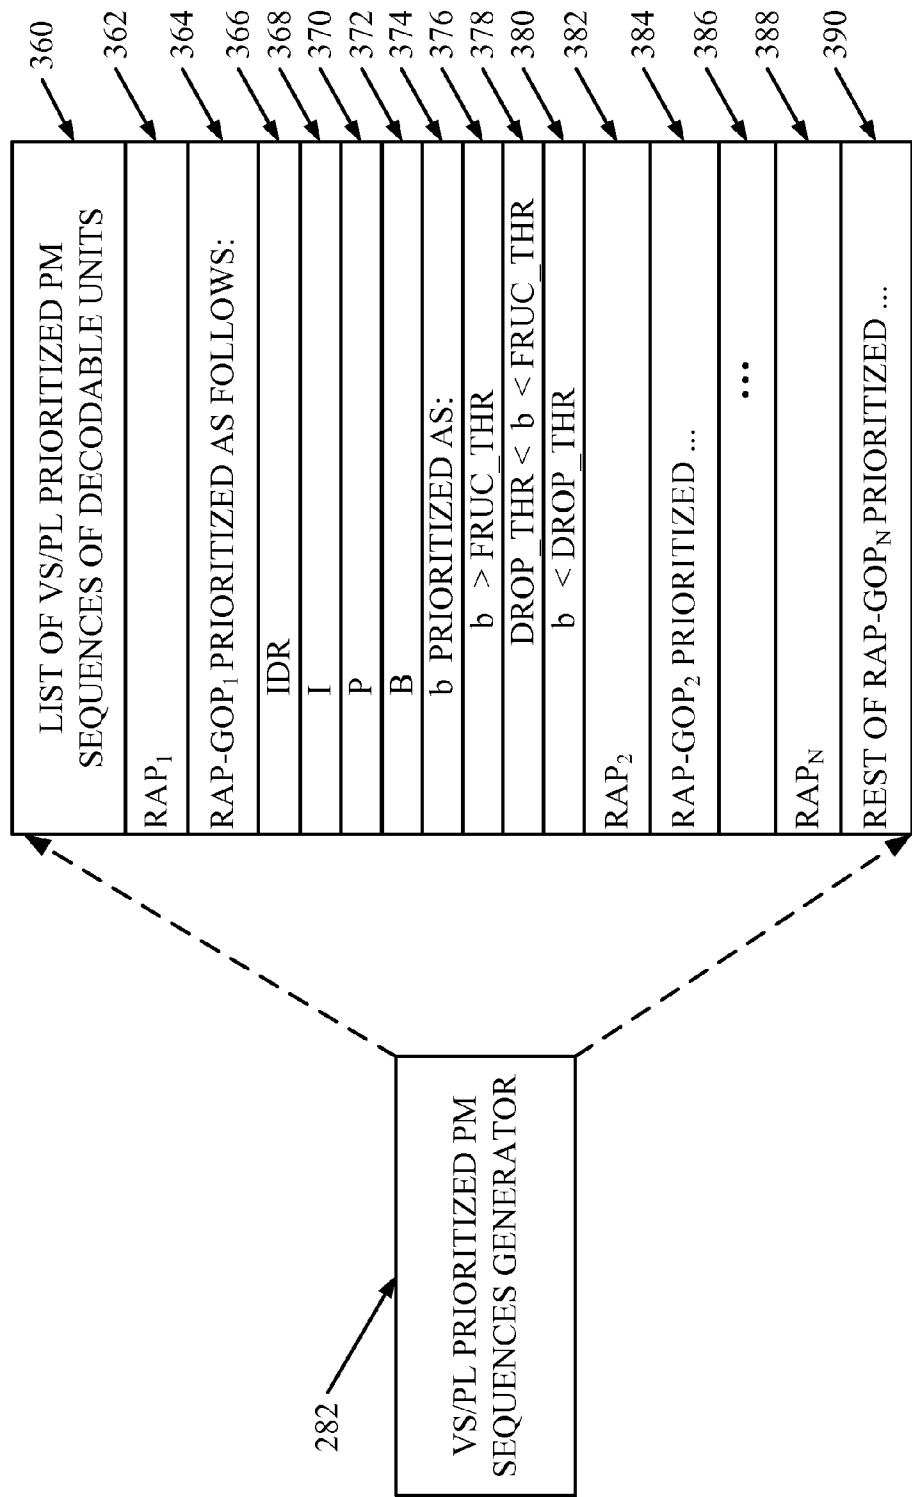 282
VS/PL PRIORITIZED PM
SEQUENCES GENERATOR
LIST OF VS/PL PRIORITIZED PM
SEQUENCES OF DECODABLE UNITS
360
RAP₁
362
RAP-GOP₁ PRIORITIZED AS FOLLOWS:
364
IDR
366
I
368
P
370
B
372
b PRIORITIZED AS:
374
b > FRUC_THR
376
DROP_THR < b < FRUC_THR
378
b < DROP_THR
380
RAP₂
382
RAP-GOP₂ PRIORITIZED ...
384
...
386
RAP_N
388
REST OF RAP-GOP_N PRIORITIZED ...
390